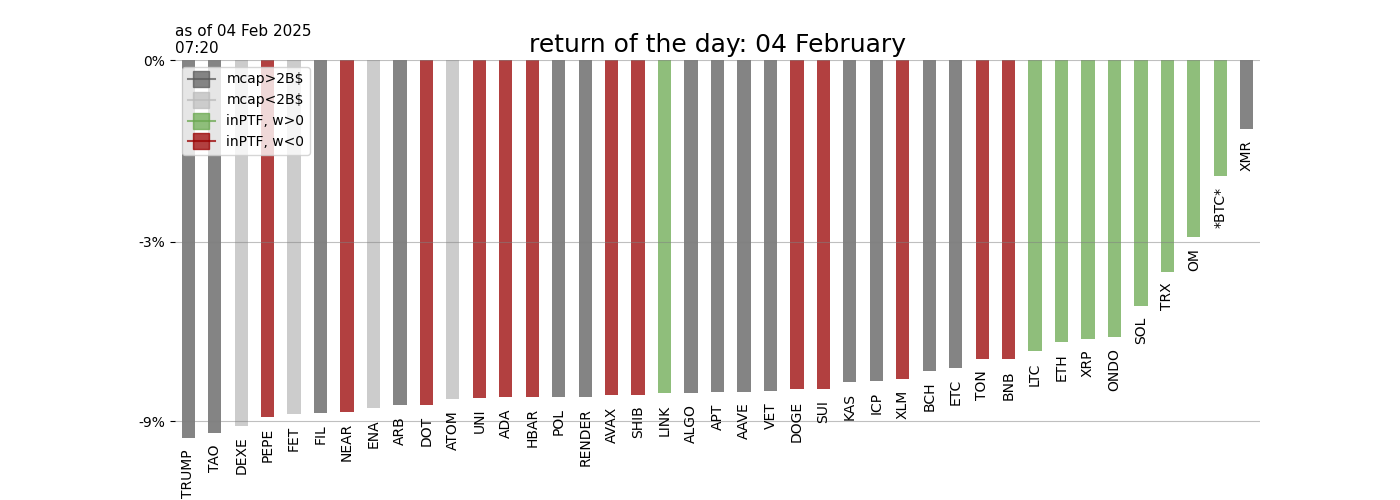 as of 04 Feb 2025
07:20
return of the day: 04 February
0%
-3%
-9%
mcap>2B$
mcap<2B$
inPTF, w>0
inPTF, w<0
TRUMP
TAO
DEXE
PEPE
FET
FIL
NEAR
ENA
ARB
DOT
ATOM
UNI
ADA
HBAR
POL
RENDER
AVAX
SHIB
LINK
ALGO
APT
AAVE
VET
DOGE
SUI
KAS
ICP
XLM
BCH
ETC
TON
BNB
LTC
ETH
XRP
ONDO
SOL
TRX
OM
*BTC*
XMR